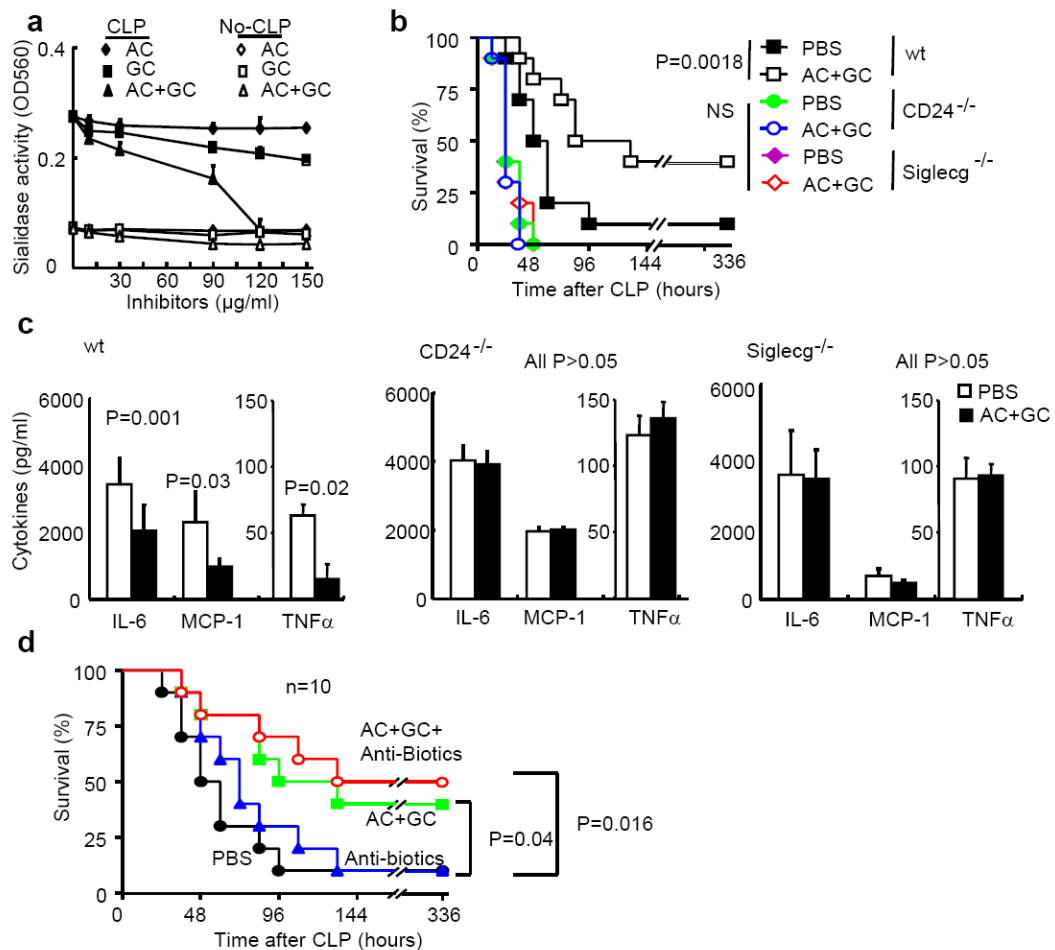 a
CLP No-CLP
AC AC
GC GC
AC+GC AC+GC
0.4
0.2
0
Sialidase activity (OD560)
30 60 90 120 150
Inhibitors (µg/ml)
b
100
75
50
25
0
Survival (%)
0 48 96 144 336
Time after CLP (hours)
P=0.0018
NS
PBS
AC+GC
wt
PBS
AC+GC
CD24-/-
PBS
AC+GC
Siglecg-/-
c
wt
6000
4000
2000
0
Cytokines (pg/ml)
P=0.001
P=0.03
150
100
50
P=0.02
IL-6 MCP-1 TNFα
CD24-/- All P>0.05
6000
4000
2000
0
150
100
50
IL-6 MCP-1 TNFα
Siglecg-/- All P>0.05
6000
4000
2000
0
150
100
50
PBS
AC+GC
IL-6 MCP-1 TNFα
d
100
75
50
25
0
Survival (%)
n=10
AC+GC+
Anti-Biotics
AC+GC
PBS
Anti-biotics
P=0.04
P=0.016
0 48 96 144 336
Time after CLP (hours)